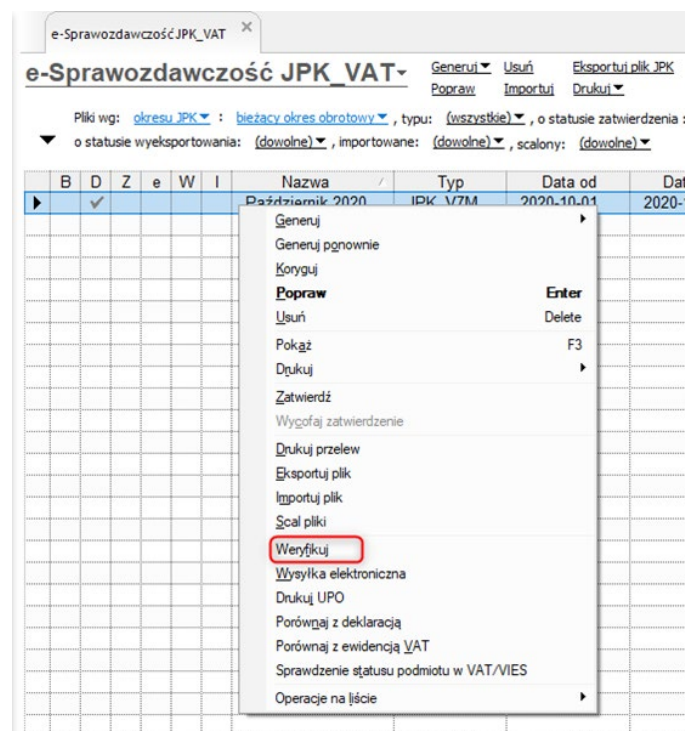 e-SprawozdawczośćJPK_VAT
e-Sprawozdawczość JPK_VAT
Generuj Usuń Eksportuj plik JPK
Popraw Importuj Drukuj
Pliki wg: okresu JPK : bieżący okres obrotowy , typu: (wszystkie) , o statusie zatwierdzenia :
o statusie wyeksportowania: (dowolne) , importowane: (dowolne) , scalony: (dowolne)
B D Z e W I Nazwa Typ Data od Dat
Październik 2020 JPK_V7M 2020-10-01 2020-
Generuj
Generuj ponownie
Koryguj
Popraw Enter
Usuń Delete
Pokaż F3
Drukuj
Zatwierdź
Wycofaj zatwierdzenie
Drukuj przelew
Eksportuj plik
Importuj plik
Scal pliki
Weryfikuj
Wysyłka elektroniczna
Drukuj UPO
Porównaj z deklaracją
Porównaj z ewidencją VAT
Sprawdzenie statusu podmiotu w VAT/VIES
Operacje na liście